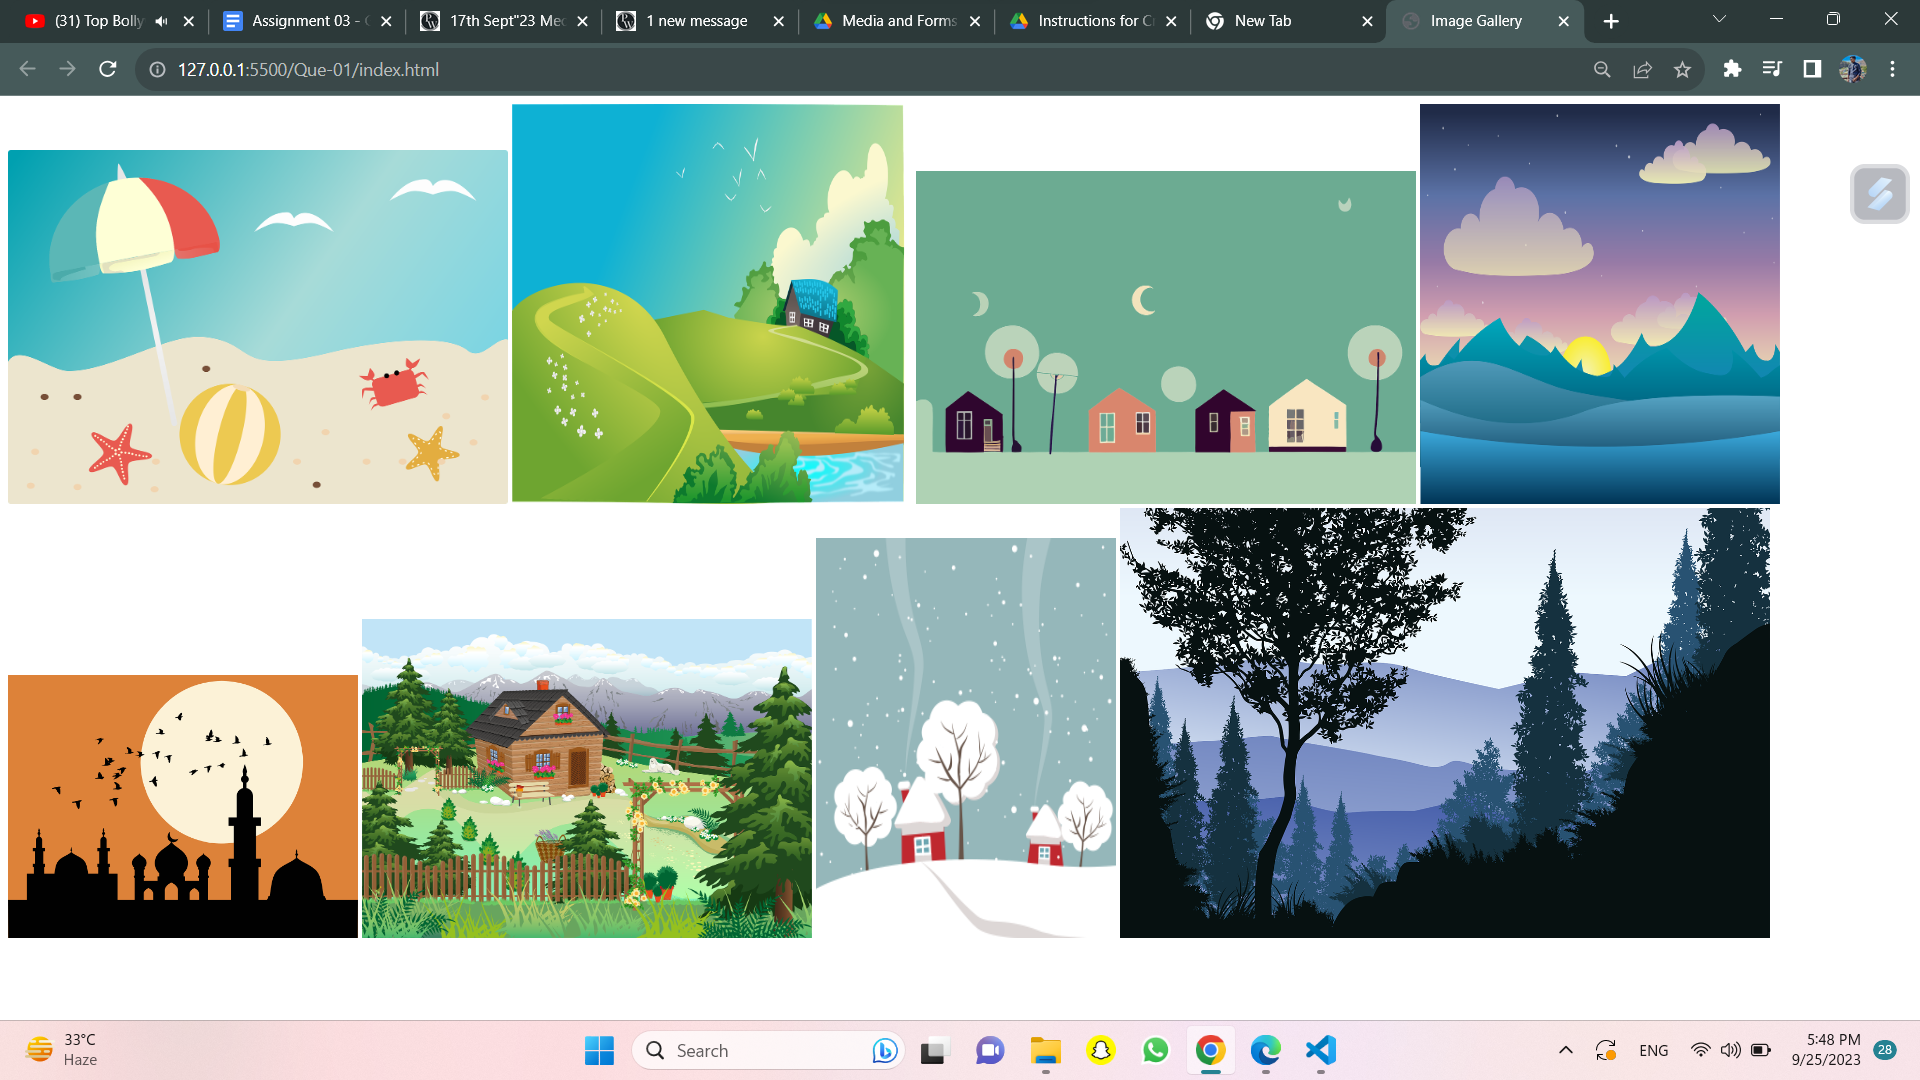 (31) Top Bolly
Assignment 03 -
17th Sept"23 Me
1 new message
Media and Forms
Instructions for C
New Tab
Image Gallery
127.0.0.1:5500/Que-01/index.html
33°C
Haze
Search
ENG
5:48 PM
9/25/2023
28